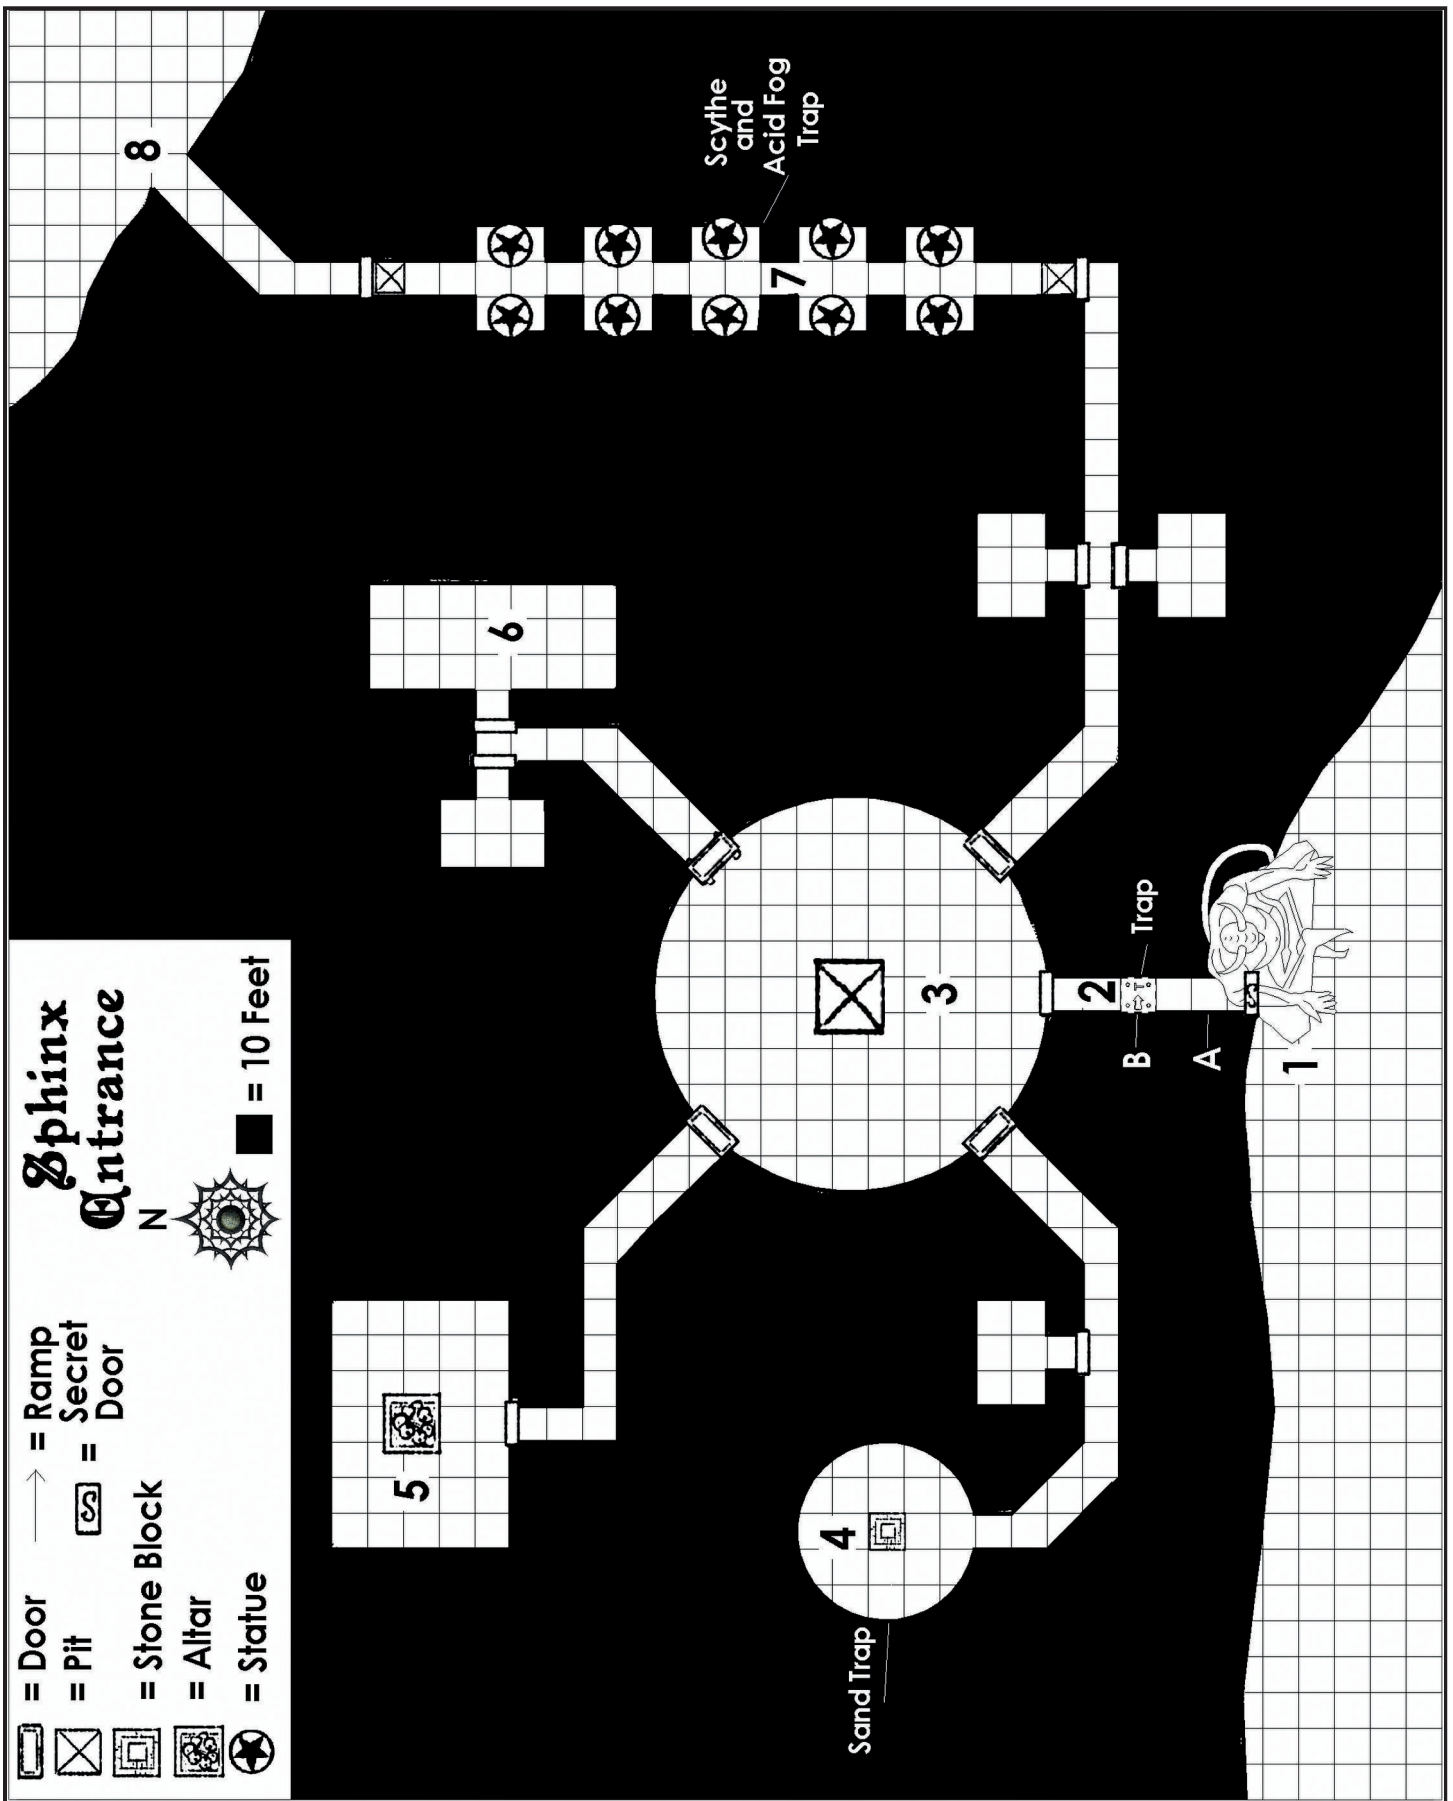 Sphinx
Entrance
N
= 10 Feet
= Door
= Pit
= Stone Block
= Altar
= Statue
= Ramp
= Secret
Door
S
5
4
Sand Trap
6
3
2
B
T
Trap
A
S
1
8
7
Scythe
and
Acid Fog
Trap